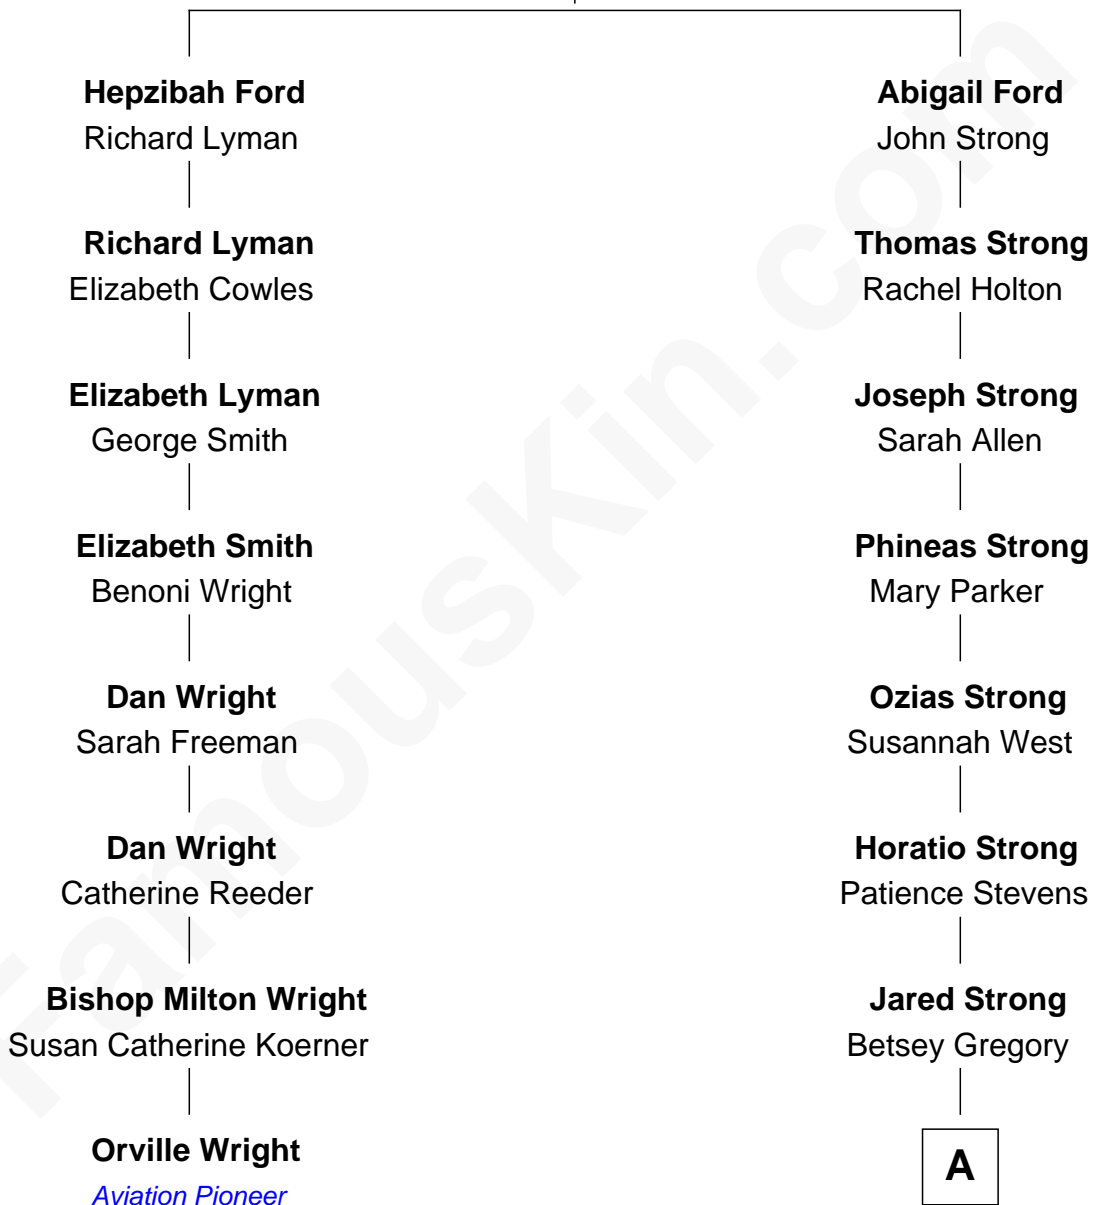 Hepzibah Ford
Richard Lyman
Abigail Ford
John Strong
Richard Lyman
Elizabeth Cowles
Thomas Strong
Rachel Holton
Elizabeth Lyman
George Smith
Joseph Strong
Sarah Allen
Elizabeth Smith
Benoni Wright
Phineas Strong
Mary Parker
Dan Wright
Sarah Freeman
Ozias Strong
Susannah West
Dan Wright
Catherine Reeder
Horatio Strong
Patience Stevens
Bishop Milton Wright
Susan Catherine Koerner
Jared Strong
Betsey Gregory
Orville Wright
Aviation Pioneer
A
FamousKin.com